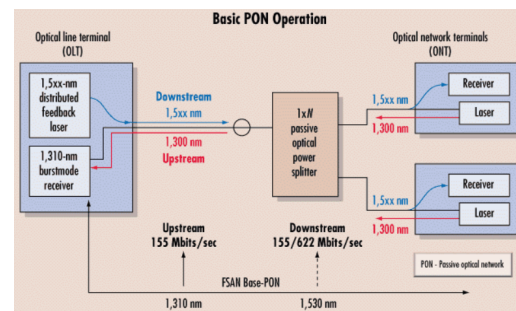 Basic PON Operation
Optical line terminal
(OLT)
Optical network terminals
(ONT)
1,5xx-nm
distributed
feedback
laser
1,310-nm
burstmode
receiver
Downstream
1,5xx nm
1,300 nm
Upstream
1xN
passive
optical
power
splitter
1,5xx nm
1,300 nm
Receiver
Laser
1,5xx nm
1,300 nm
Receiver
Laser
Upstream
155 Mbits/sec
Downstream
155/622 Mbits/sec
PON - Passive optical network
FSAN Base-PON
1,310 nm
1,530 nm